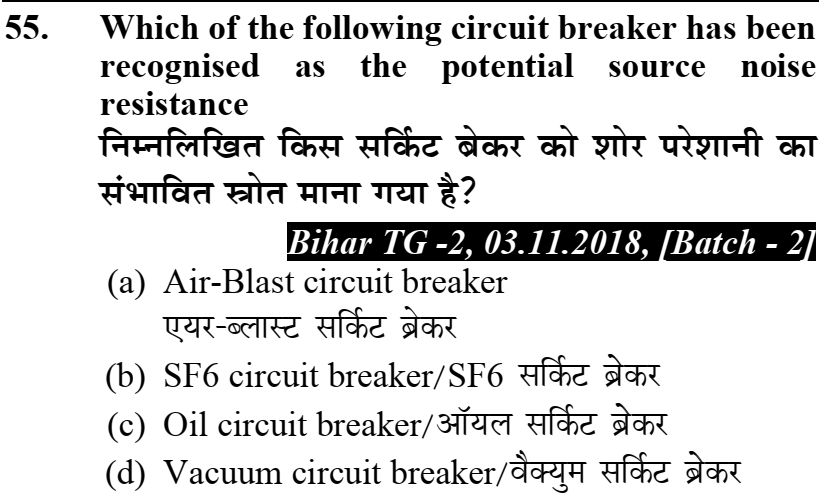 55. Which of the following circuit breaker has been
recognised as the potential source noise
resistance
निम्नलिखित किस सर्किट ब्रेकर को शोर परेशानी का
संभावित स्त्रोत माना गया है?
Bihar TG -2, 03.11.2018, [Batch - 2]
(a) Air-Blast circuit breaker
एयर-ब्लास्ट सर्किट ब्रेकर
(b) SF6 circuit breaker/SF6 सर्किट ब्रेकर
(c) Oil circuit breaker/ऑयल सर्किट ब्रेकर
(d) Vacuum circuit breaker/वैक्युम सर्किट ब्रेकर